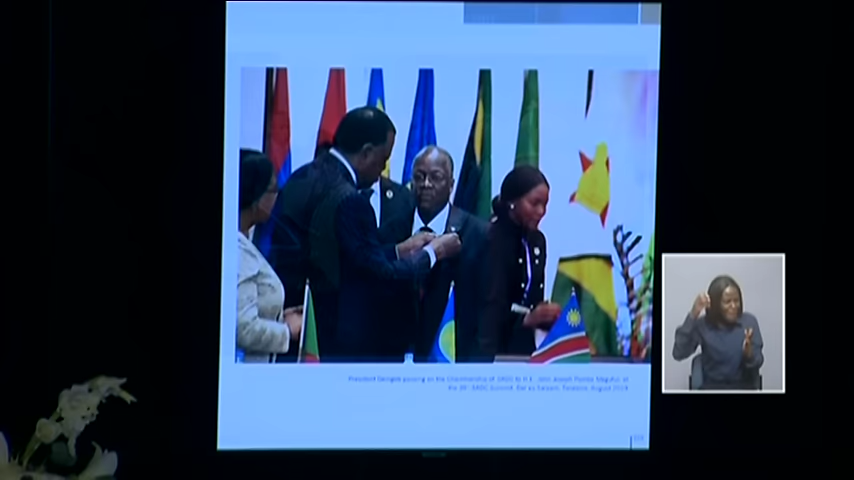 President Geingob passing on the Chairmanship of SADC to H.E. John Joseph Pombe Magufuli at
the 39 SADC Summit, Dar es Salaam, Tanzania, August 2019